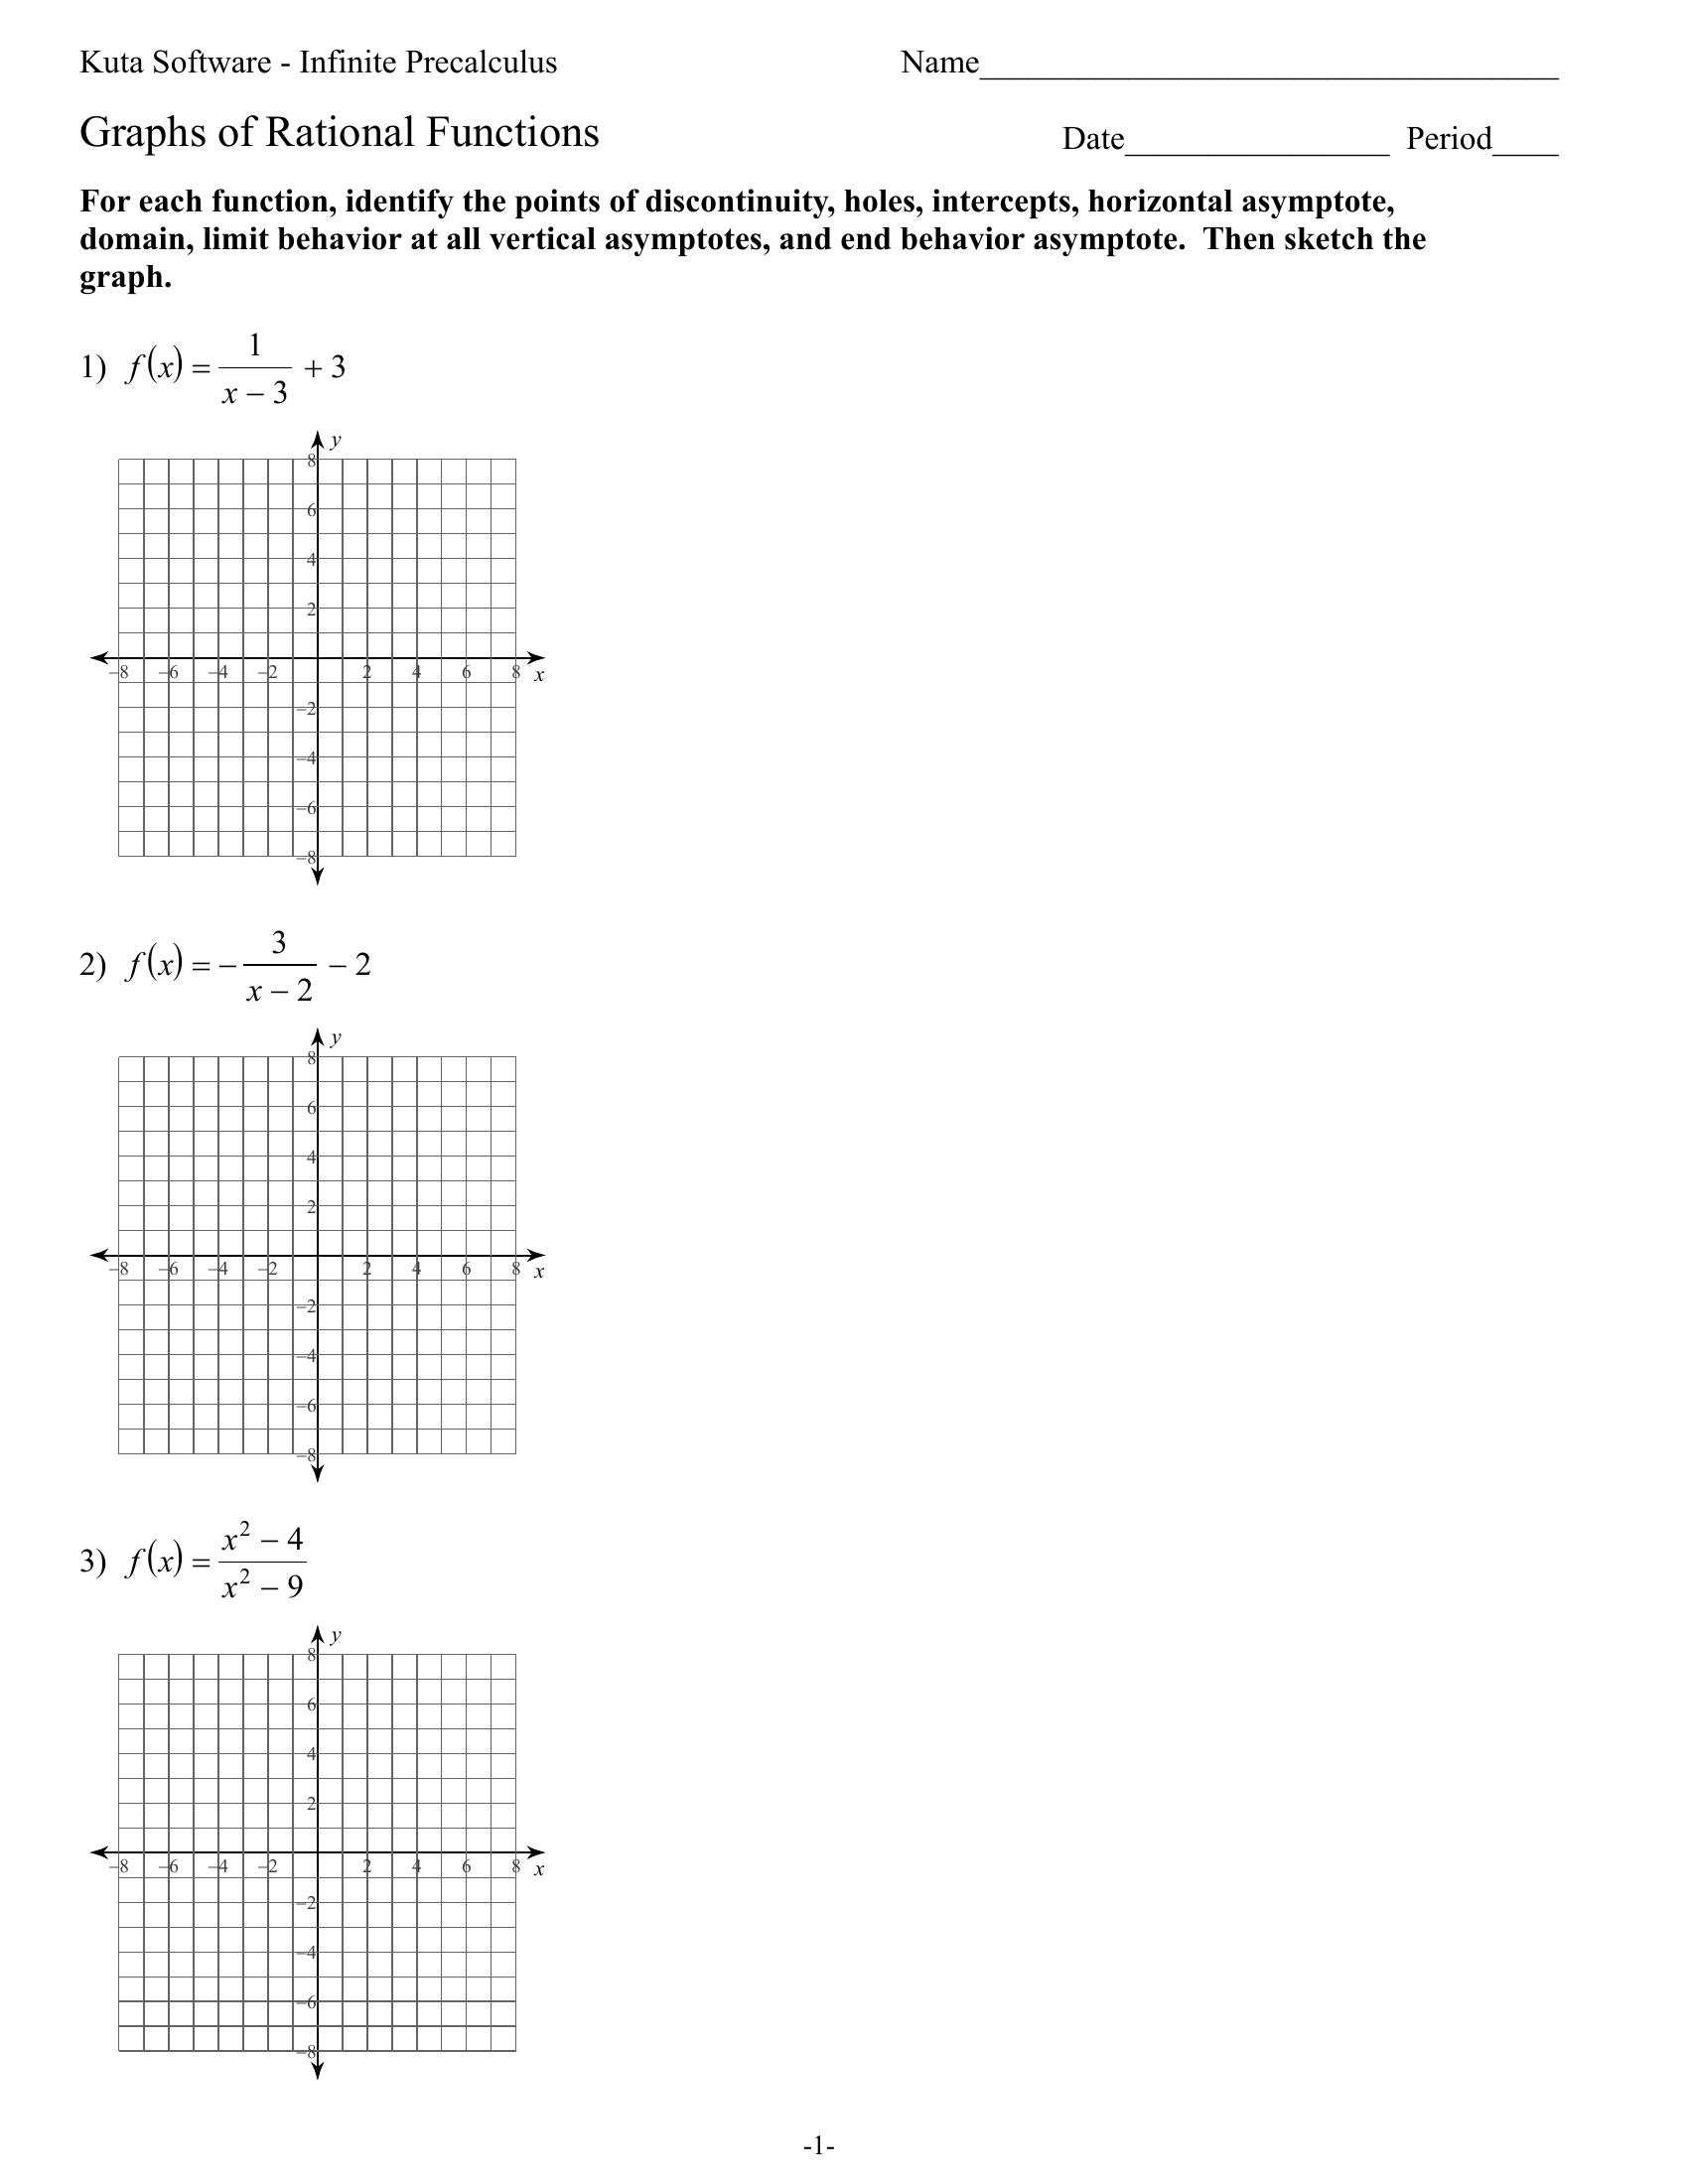 Kuta Software - Infinite Precalculus
Name___________________________________
Graphs of Rational Functions
Date________________ Period____
For each function, identify the points of discontinuity, holes, intercepts, horizontal asymptote,
domain, limit behavior at all vertical asymptotes, and end behavior asymptote. Then sketch the
graph.
1) f(x) = 1/(x − 3) + 3
y
8
6
4
2
−8 −6 −4 −2 2 4 6 8 x
−2
−4
−6
−8
2) f(x) = −3/(x − 2) − 2
y
8
6
4
2
−8 −6 −4 −2 2 4 6 8 x
−2
−4
−6
−8
3) f(x) = (x² − 4)/(x² − 9)
y
8
6
4
2
−8 −6 −4 −2 2 4 6 8 x
−2
−4
−6
−8
-1-